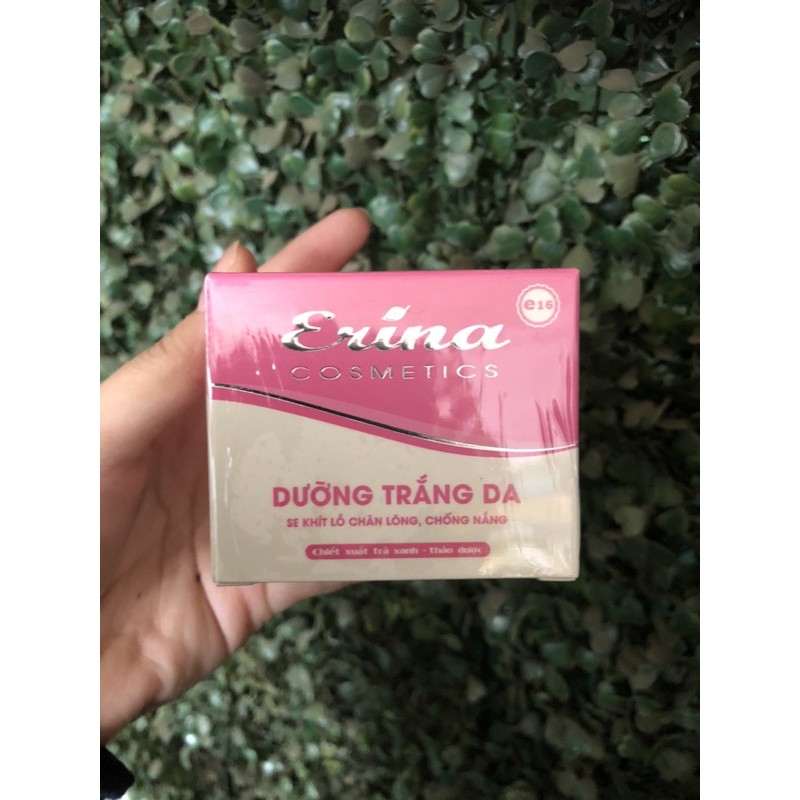 e16
Erina
COSMETICS
DƯỠNG TRẮNG DA
SE KHÍT LỖ CHÂN LÔNG, CHỐNG NẮNG
Chiết xuất trà xanh - thảo dược